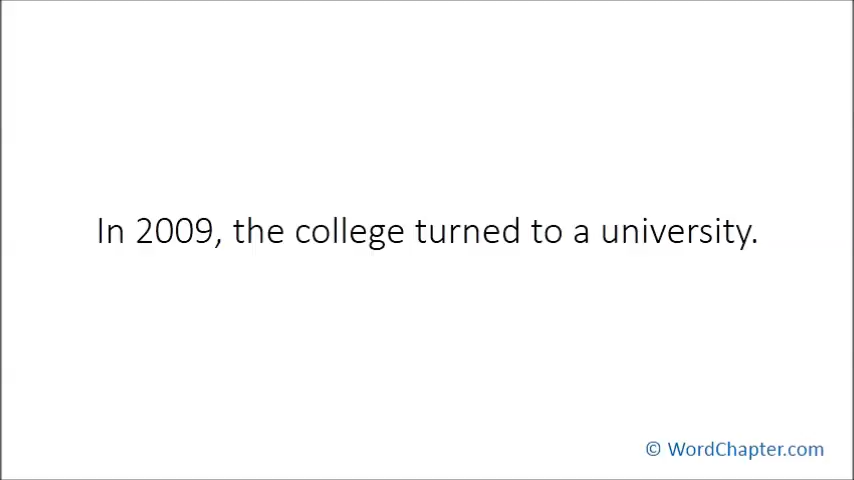 In 2009, the college turned to a university.
© WordChapter.com